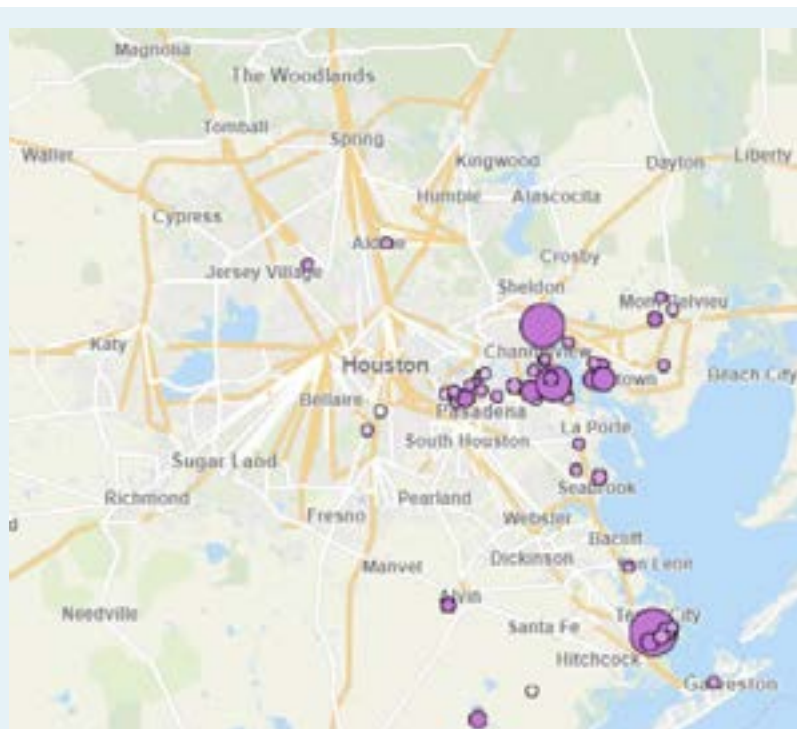 Magnolia
The Woodlands
Tomball
Spring
Waller
Kingwood
Dayton
Liberty
Humble
Atascocita
Cypress
Crosby
Jersey Village
Sheldon
Katy
Houston
Beach City
Bellaire
Pasadena
La Porte
South Houston
Sugar Land
Richmond
Pearland
Seabrook
Fresno
Webster
Bacliff
Manvel
Dickinson
Alvin
Needville
Santa Fe
Hitchcock
Galveston